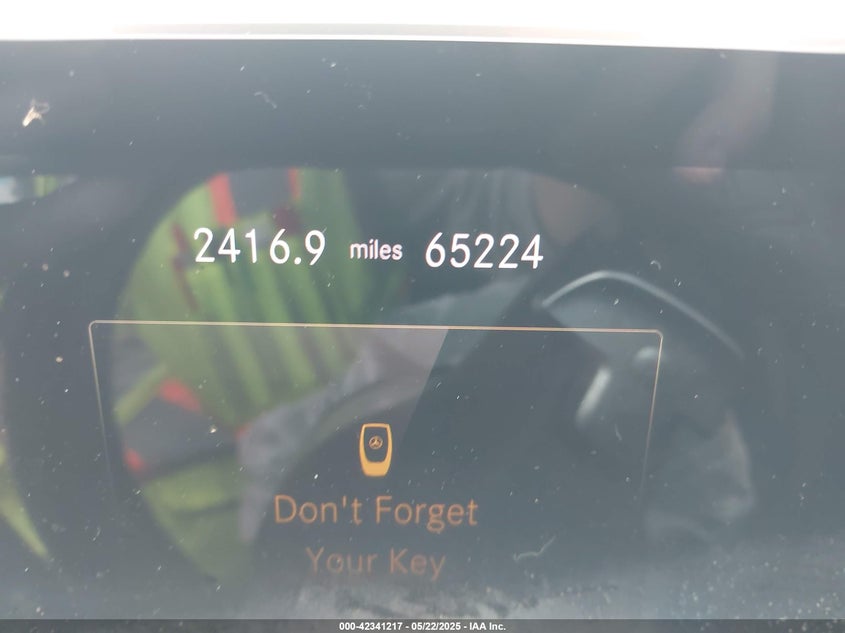 2416.9 miles 65224
Don't Forget
Your Key
000-42341217 - 05/22/2025 - IAA Inc.